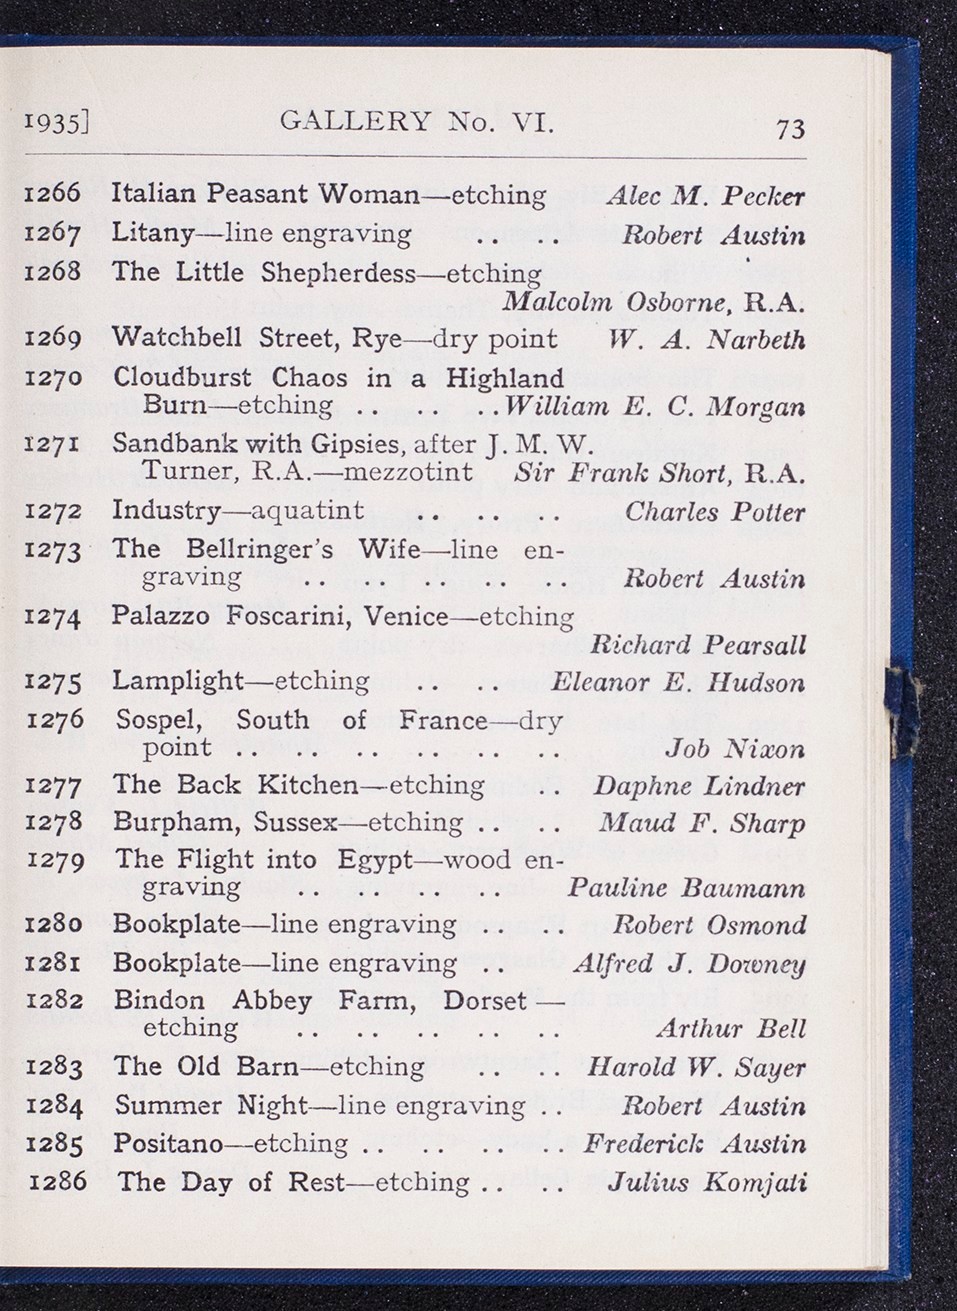 1935] GALLERY No. VI. 73
1266 Italian Peasant Woman—etching Alec M. Pecker
1267 Litany—line engraving .. .. Robert Austin
1268 The Little Shepherdess—etching
Malcolm Osborne, R.A.
1269 Watchbell Street, Rye—dry point W. A. Narbeth
1270 Cloudburst Chaos in a Highland
Burn—etching .. .. .. William E. C. Morgan
1271 Sandbank with Gipsies, after J. M. W.
Turner, R.A.—mezzotint Sir Frank Short, R.A.
1272 Industry—aquatint .. .. .. Charles Potter
1273 The Bellringer's Wife—line en-
graving .. .. .. .. .. Robert Austin
1274 Palazzo Foscarini, Venice—etching
Richard Pearsall
1275 Lamplight—etching .. .. Eleanor E. Hudson
1276 Sospel, South of France—dry
point .. .. .. .. .. .. Job Nixon
1277 The Back Kitchen—etching .. Daphne Lindner
1278 Burpham, Sussex—etching .. .. Maud F. Sharp
1279 The Flight into Egypt—wood en-
graving .. .. .. .. Pauline Baumann
1280 Bookplate—line engraving .. .. Robert Osmond
1281 Bookplate—line engraving .. Alfred J. Downey
1282 Bindon Abbey Farm, Dorset—
etching .. .. .. .. .. Arthur Bell
1283 The Old Barn—etching .. .. Harold W. Sayer
1284 Summer Night—line engraving .. Robert Austin
1285 Positano—etching .. .. .. .. Frederick Austin
1286 The Day of Rest—etching .. .. Julius Komjati